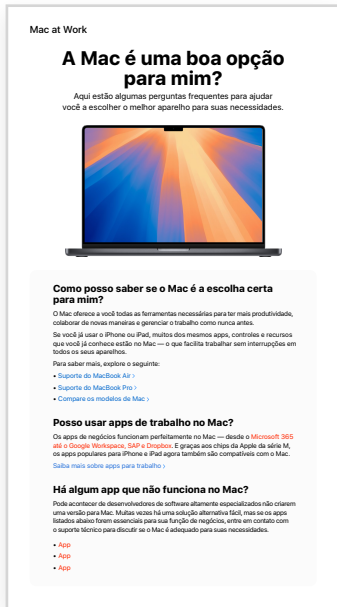 Mac at Work
A Mac é uma boa opção
para mim?
Aqui estão algumas perguntas frequentes para ajudar
você a escolher o melhor aparelho para suas necessidades.
Como posso saber se o Mac é a escolha certa
para mim?
O Mac oferece a você todas as ferramentas necessárias para ter mais produtividade,
colaborar de novas maneiras e gerenciar o trabalho como nunca antes.
Se você já usar o iPhone ou iPad, muitos dos mesmos apps, controles e recursos
que você já conhece estão no Mac — o que facilita trabalhar sem interrupções em
todos os seus aparelhos.
Para saber mais, explore o seguinte:
• Suporte do MacBook Air ›
• Suporte do MacBook Pro ›
• Compare os modelos de Mac ›
Posso usar apps de trabalho no Mac?
Os apps de negócios funcionam perfeitamente no Mac — desde o Microsoft 365
até o Google Workspace, SAP e Dropbox. E graças aos chips da Apple da série M,
os apps populares para iPhone e iPad agora também são compatíveis com o Mac.
Saiba mais sobre apps para trabalho ›
Há algum app que não funciona no Mac?
Pode acontecer de desenvolvedores de software altamente especializados não criarem
uma versão para Mac. Muitas vezes há uma solução alternativa fácil, mas se os apps
listados abaixo forem essenciais para sua função de negócios, entre em contato com
o suporte técnico para discutir se o Mac é adequado para suas necessidades.
• App
• App
• App